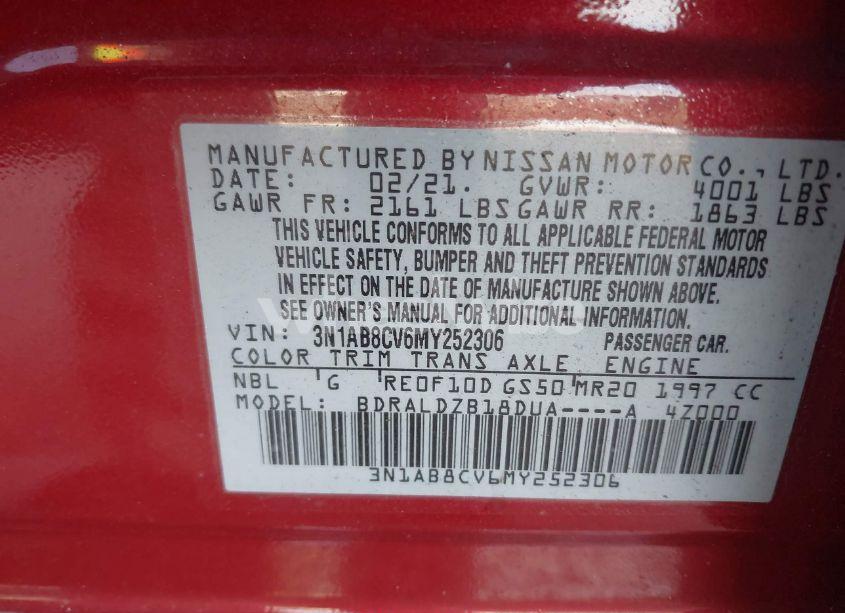 MANUFACTURED BY NISSAN MOTOR CO., LTD.
DATE: 02/21. GVWR: 4001 LBS
GAWR FR: 2161 LBS GAWR RR: 1863 LBS
THIS VEHICLE CONFORMS TO ALL APPLICABLE FEDERAL MOTOR
VEHICLE SAFETY, BUMPER AND THEFT PREVENTION STANDARDS
IN EFFECT ON THE DATE OF MANUFACTURE SHOWN ABOVE.
SEE OWNER'S MANUAL FOR ADDITIONAL INFORMATION.
VIN: 3N1AB8CV6MY252306 PASSENGER CAR.
COLOR TRIM TRANS AXLE, ENGINE
NBL G RE0F10D GS50 MR20 1997 CC
MODEL: BDRALDZB18DUA----A 4Z000
3N1AB8CV6MY252306